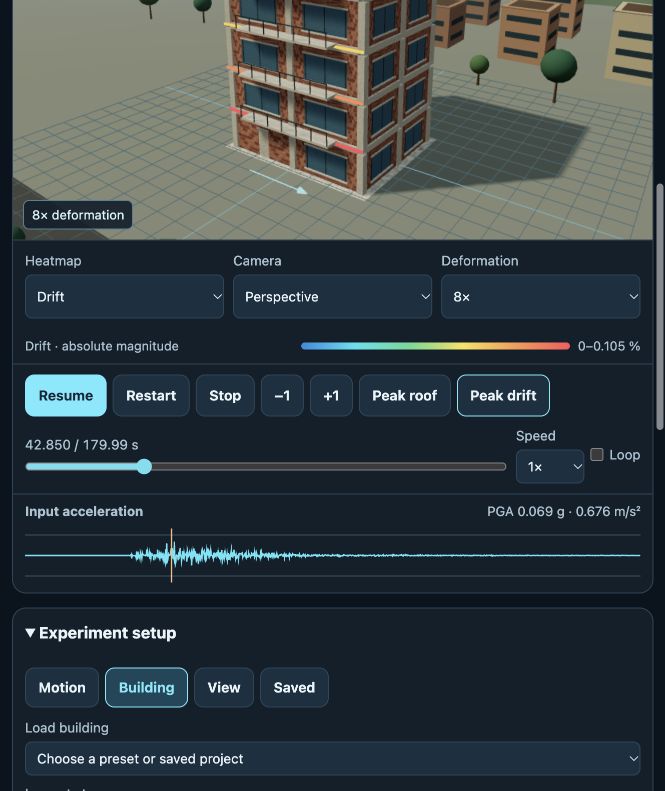 8× deformation
Heatmap Camera Deformation
Drift Perspective 8×
Drift · absolute magnitude 0–0.105 %
Resume Restart Stop −1 +1 Peak roof Peak drift
Speed
42.850 / 179.99 s
1× Loop
Input acceleration PGA 0.069 g · 0.676 m/s²
▼ Experiment setup
Motion Building View Saved
Load building
Choose a preset or saved project